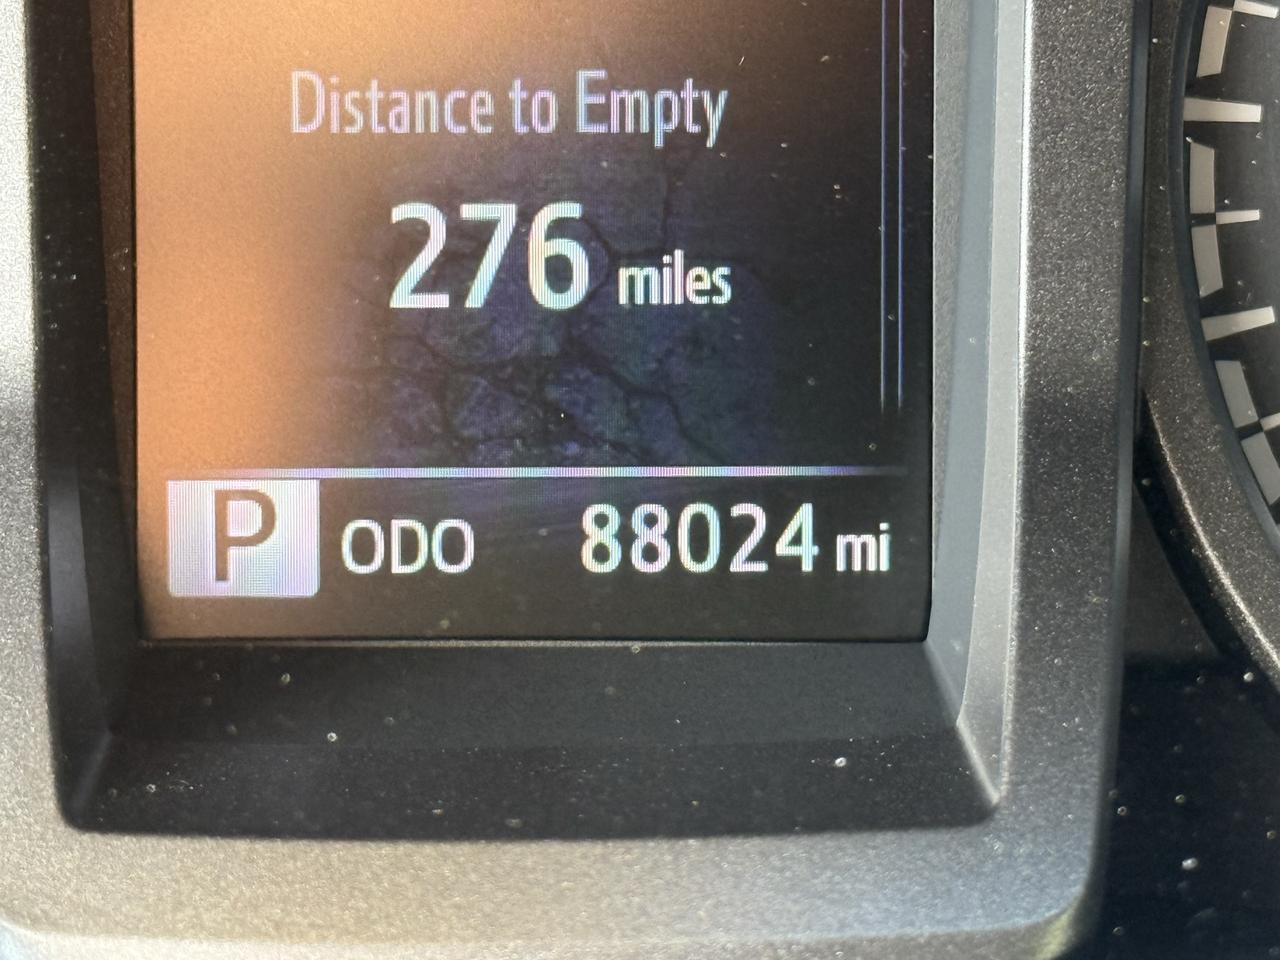 Distance to Empty
276 miles
P ODO 88024 mi